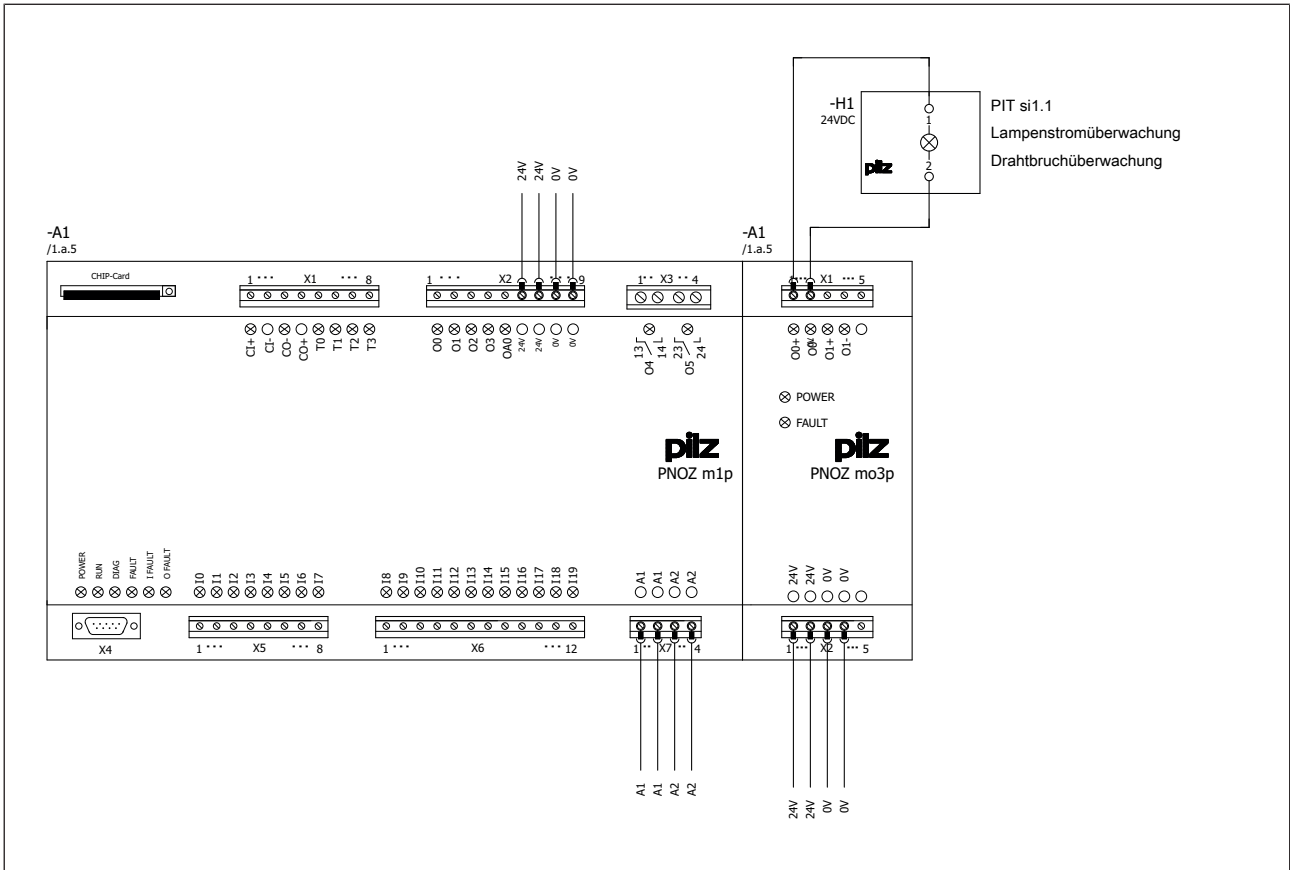 -H1
24VDC
1
2
pilz
PIT si1.1
Lampenstromüberwachung
Drahtbruchüberwachung
24V 24V 0V 0V
-A1
/1.a.5
-A1
/1.a.5
CHIP-Card
1 ··· X1 ··· 8
1 ··· X2 ··· 9
1 ·· X3 ·· 4
1 ··· X1 ··· 5
CI+ CI- CO- CO+ T0 T1 T2 T3
O0 O1 O2 O3 OA0 24V 24V 0V 0V
13 14 O4 23 24 O5
O0+ O0- O1+ O1-
POWER
FAULT
pilz
PNOZ m1p
pilz
PNOZ mo3p
POWER RUN DIAG FAULT I FAULT O FAULT
I0 I1 I2 I3 I4 I5 I6 I7
I8 I9 I10 I11 I12 I13 I14 I15 I16 I17 I18 I19
A1 A1 A2 A2
24V 24V 0V 0V
X4
1 ··· X5 ··· 8
1 ··· X6 ··· 12
1 ·· X7 ·· 4
1 ··· X2 ··· 5
A1 A1 A2 A2
24V 24V 0V 0V